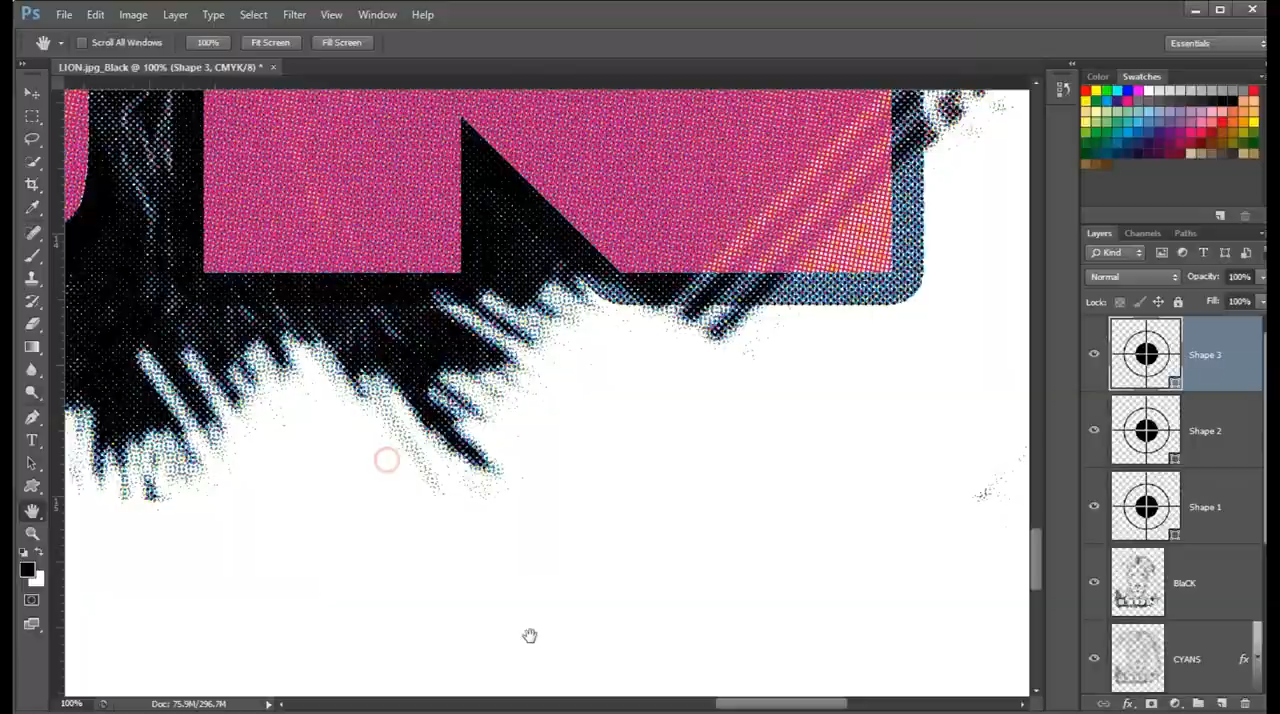 Ps File Edit Image Layer Type Select Filter View Window Help
Scroll All Windows 100% Fit Screen Fill Screen Essentials
LION.jpg_Black @ 100% (Shape 3, CMYK/8) * ×
Color Swatches
Layers Channels Paths
Kind T
Normal Opacity: 100%
Lock: Fill: 100%
Shape 3
Shape 2
Shape 1
BlaCK
CYANS fx
T
100% Doc: 75.9M/296.7M fx